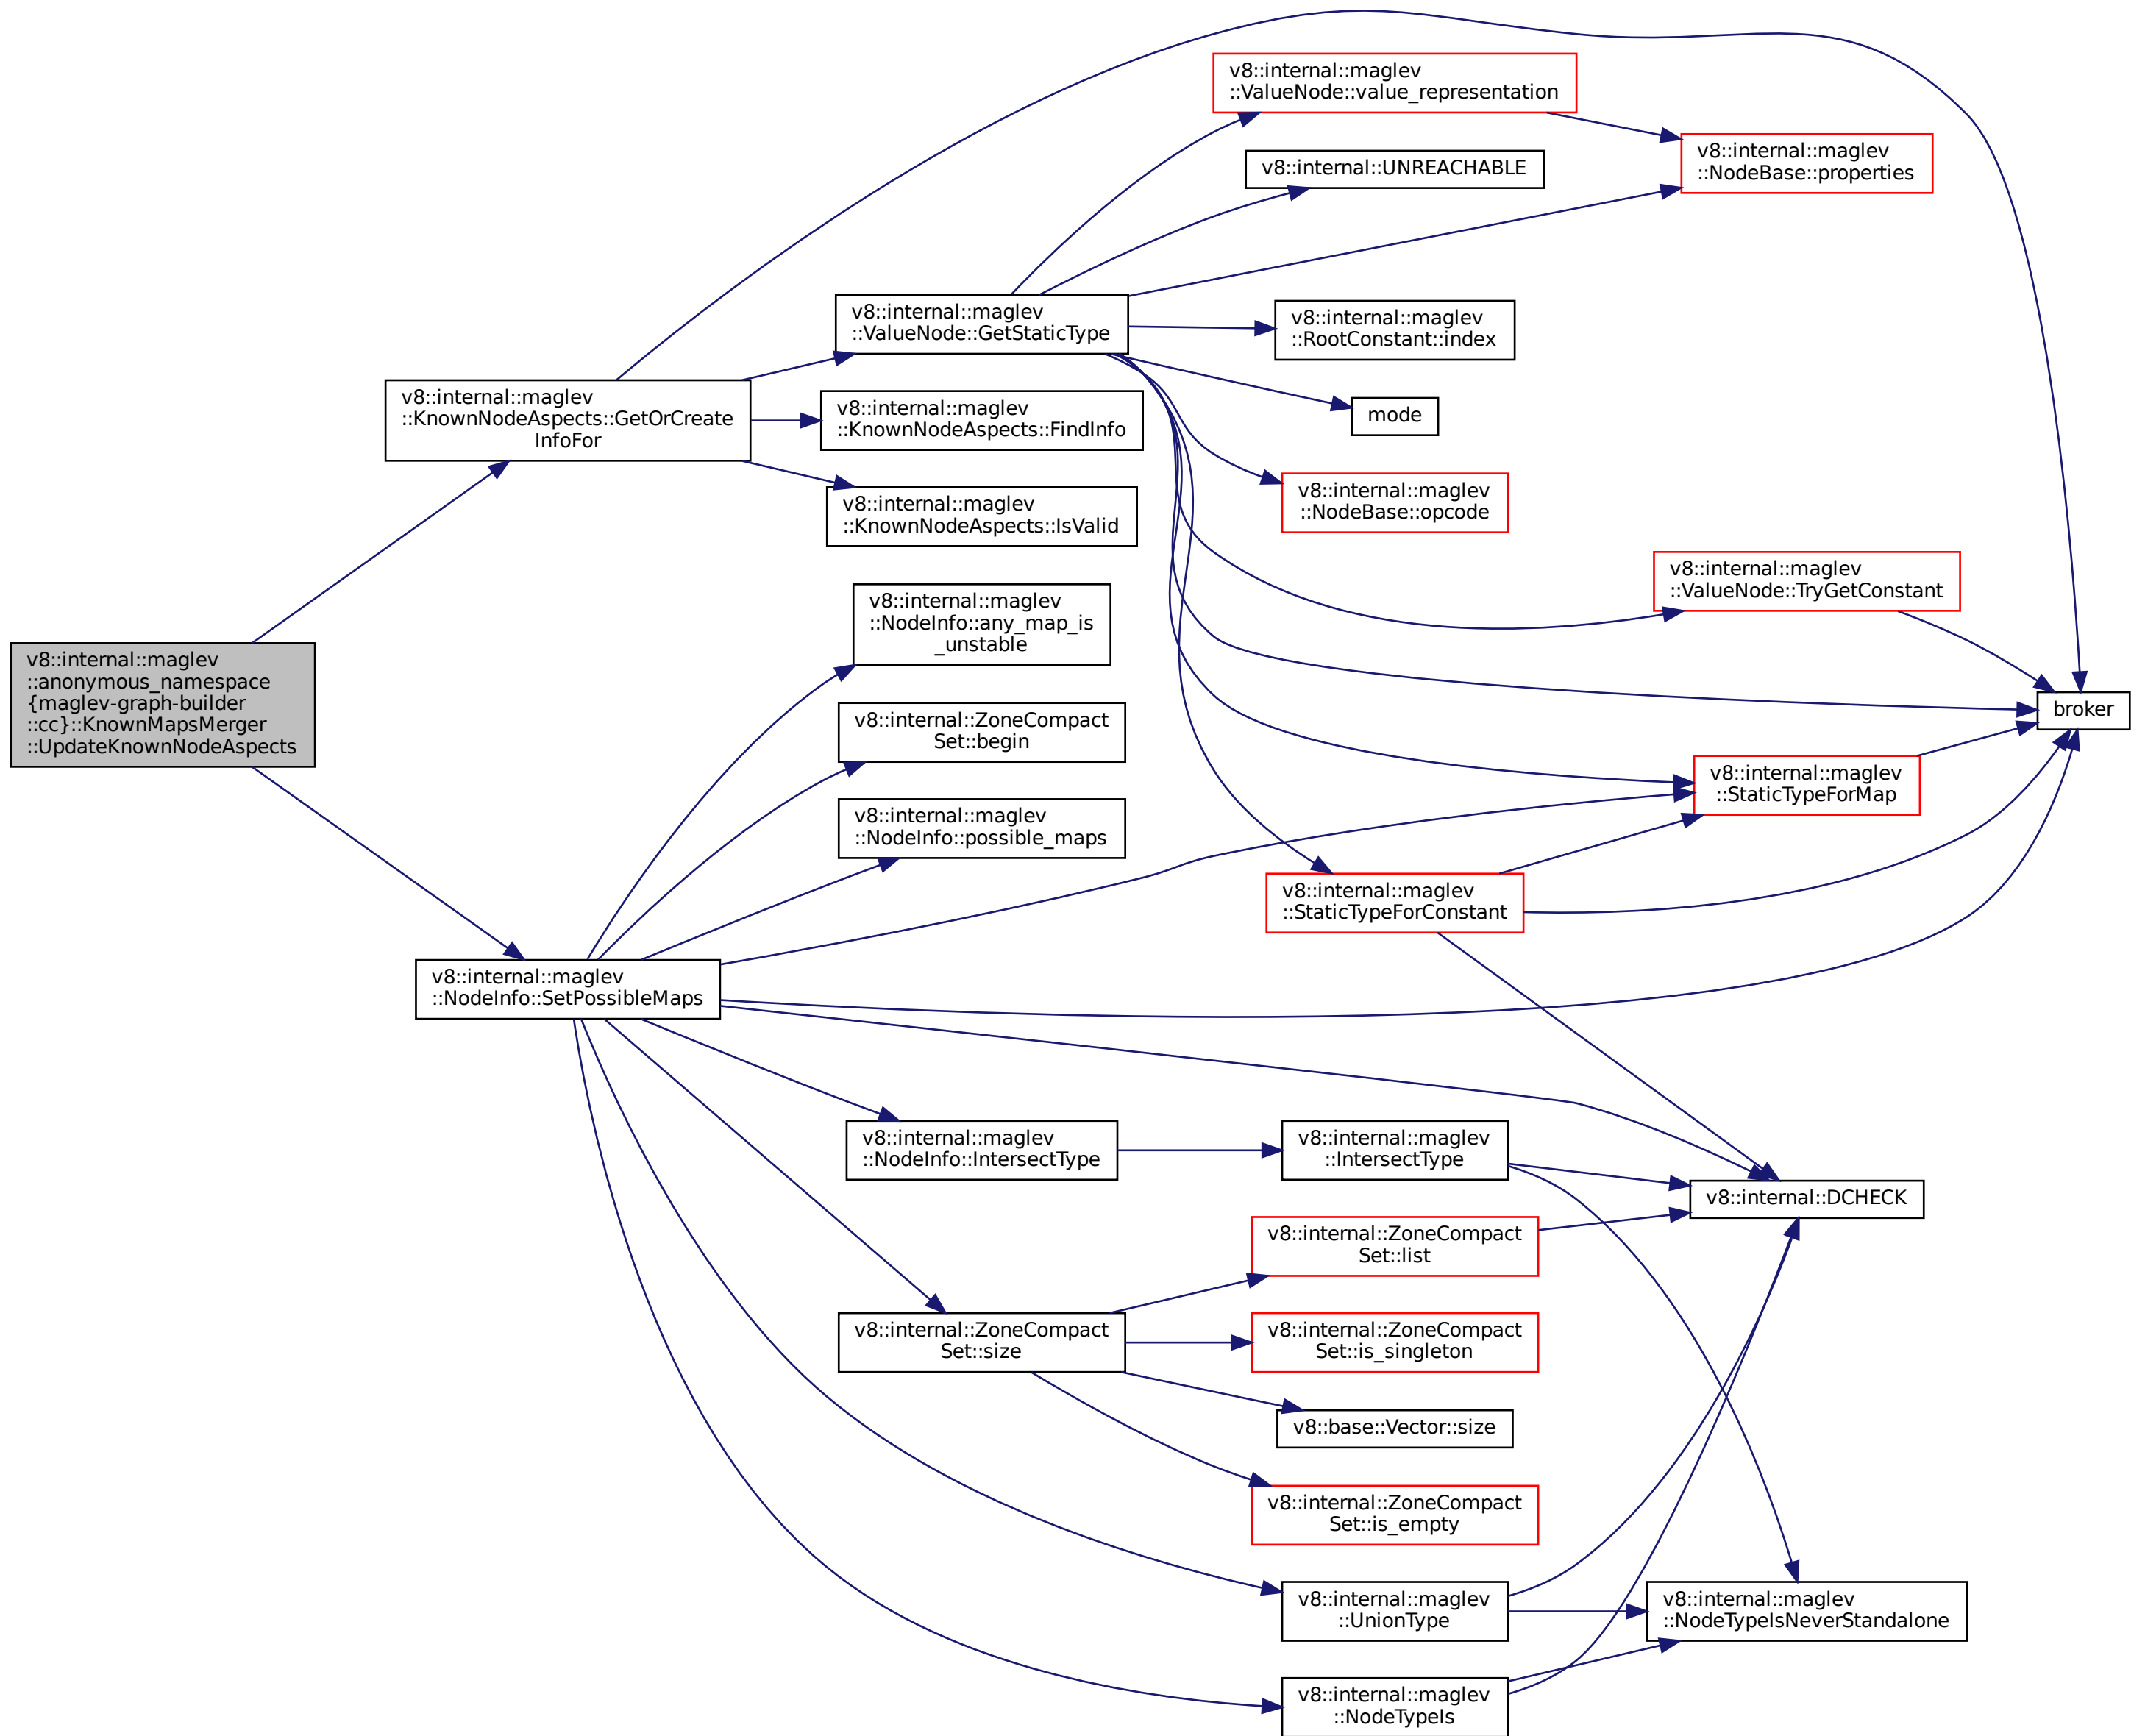 v8::internal::maglev
::anonymous_namespace
{maglev-graph-builder
::cc}::KnownMapsMerger
::UpdateKnownNodeAspects
v8::internal::maglev
::KnownNodeAspects::GetOrCreate
InfoFor
v8::internal::maglev
::NodeInfo::SetPossibleMaps
v8::internal::maglev
::ValueNode::GetStaticType
v8::internal::maglev
::KnownNodeAspects::FindInfo
v8::internal::maglev
::KnownNodeAspects::IsValid
v8::internal::maglev
::NodeInfo::any_map_is
_unstable
v8::internal::ZoneCompact
Set::begin
v8::internal::maglev
::NodeInfo::possible_maps
v8::internal::maglev
::NodeInfo::IntersectType
v8::internal::ZoneCompact
Set::size
v8::internal::maglev
::ValueNode::value_representation
v8::internal::UNREACHABLE
v8::internal::maglev
::RootConstant::index
mode
v8::internal::maglev
::NodeBase::opcode
v8::internal::maglev
::StaticTypeForConstant
v8::internal::maglev
::IntersectType
v8::internal::ZoneCompact
Set::list
v8::internal::ZoneCompact
Set::is_singleton
v8::base::Vector::size
v8::internal::ZoneCompact
Set::is_empty
v8::internal::maglev
::UnionType
v8::internal::maglev
::NodeTypeIs
v8::internal::maglev
::NodeBase::properties
v8::internal::maglev
::ValueNode::TryGetConstant
v8::internal::maglev
::StaticTypeForMap
v8::internal::DCHECK
v8::internal::maglev
::NodeTypeIsNeverStandalone
broker